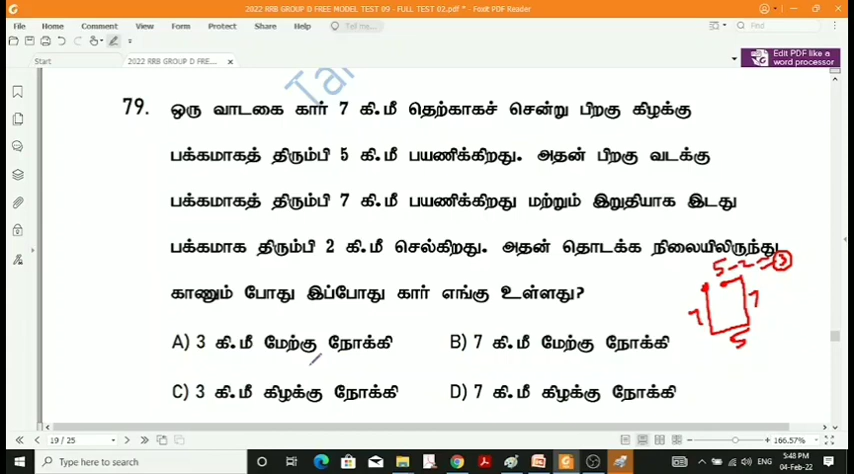 2022 RRB GROUP D FREE MODEL TEST 09 - FULL TEST 02.pdf * - Foxit PDF Reader
File Home Comment View Form Protect Share Help Tell me... Find
Start 2022 RRB GROUP D FRE... Edit PDF like a
word processor
Tar
79. ஒரு வாடகை கார் 7 கி.மீ தெற்காகச் சென்று பிறகு கிழக்கு
பக்கமாகத் திரும்பி 5 கி.மீ பயணிக்கிறது. அதன் பிறகு வடக்கு
பக்கமாகத் திரும்பி 7 கி.மீ பயணிக்கிறது மற்றும் இறுதியாக இடது
பக்கமாக திரும்பி 2 கி.மீ செல்கிறது. அதன் தொடக்க நிலையிலிருந்து
5-2=3
காணும் போது இப்போது கார் எங்கு உள்ளது?
7 7
5
A) 3 கி.மீ மேற்கு நோக்கி B) 7 கி.மீ மேற்கு நோக்கி
C) 3 கி.மீ கிழக்கு நோக்கி D) 7 கி.மீ கிழக்கு நோக்கி
19 / 25 166.57%
Type here to search ENG 5:48 PM
04-Feb-22